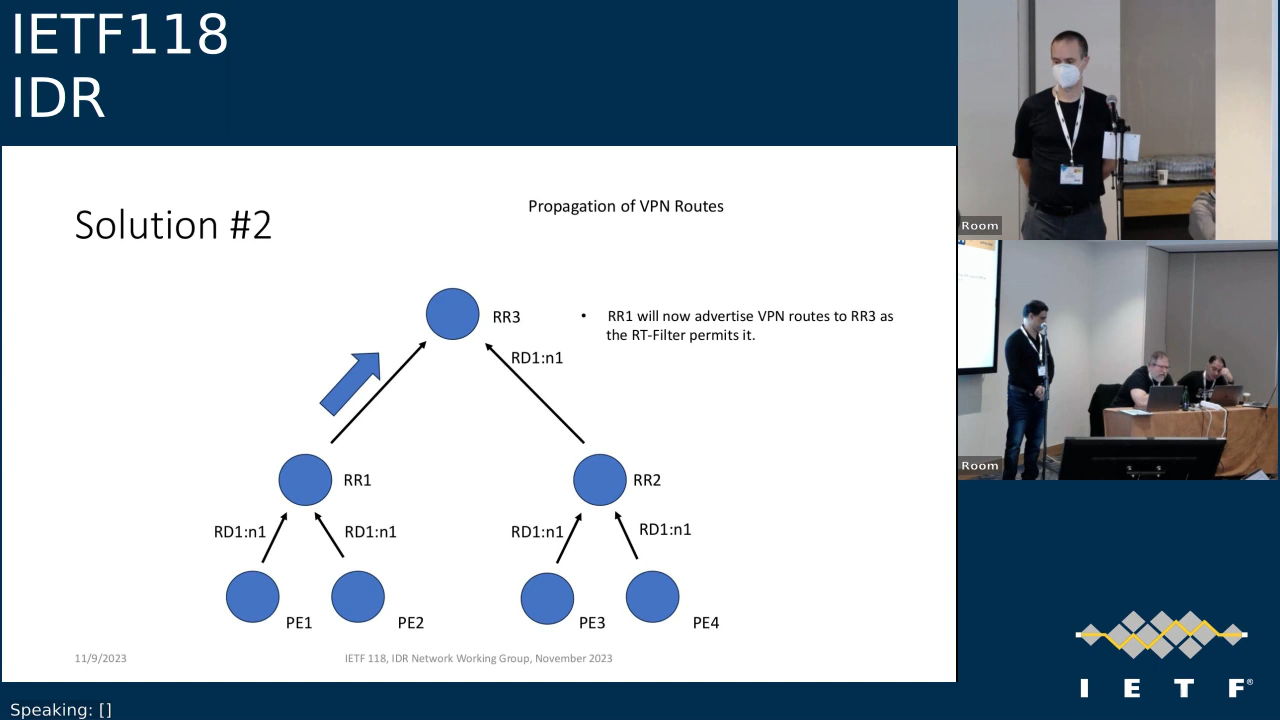 IETF118
IDR
Solution #2
Propagation of VPN Routes
RR3
• RR1 will now advertise VPN routes to RR3 as
the RT-Filter permits it.
RD1:n1
RR1
RR2
RD1:n1
RD1:n1
RD1:n1
RD1:n1
PE1
PE2
PE3
PE4
11/9/2023
IETF 118, IDR Network Working Group, November 2023
Room
Room
I E T F®
Speaking: []